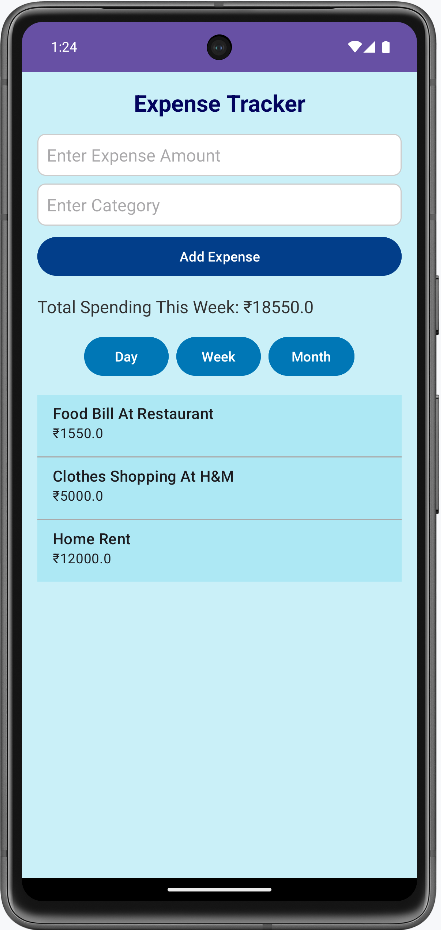 1:24
Expense Tracker
Enter Expense Amount
Enter Category
Add Expense
Total Spending This Week: ₹18550.0
Day Week Month
Food Bill At Restaurant
₹1550.0
Clothes Shopping At H&M
₹5000.0
Home Rent
₹12000.0